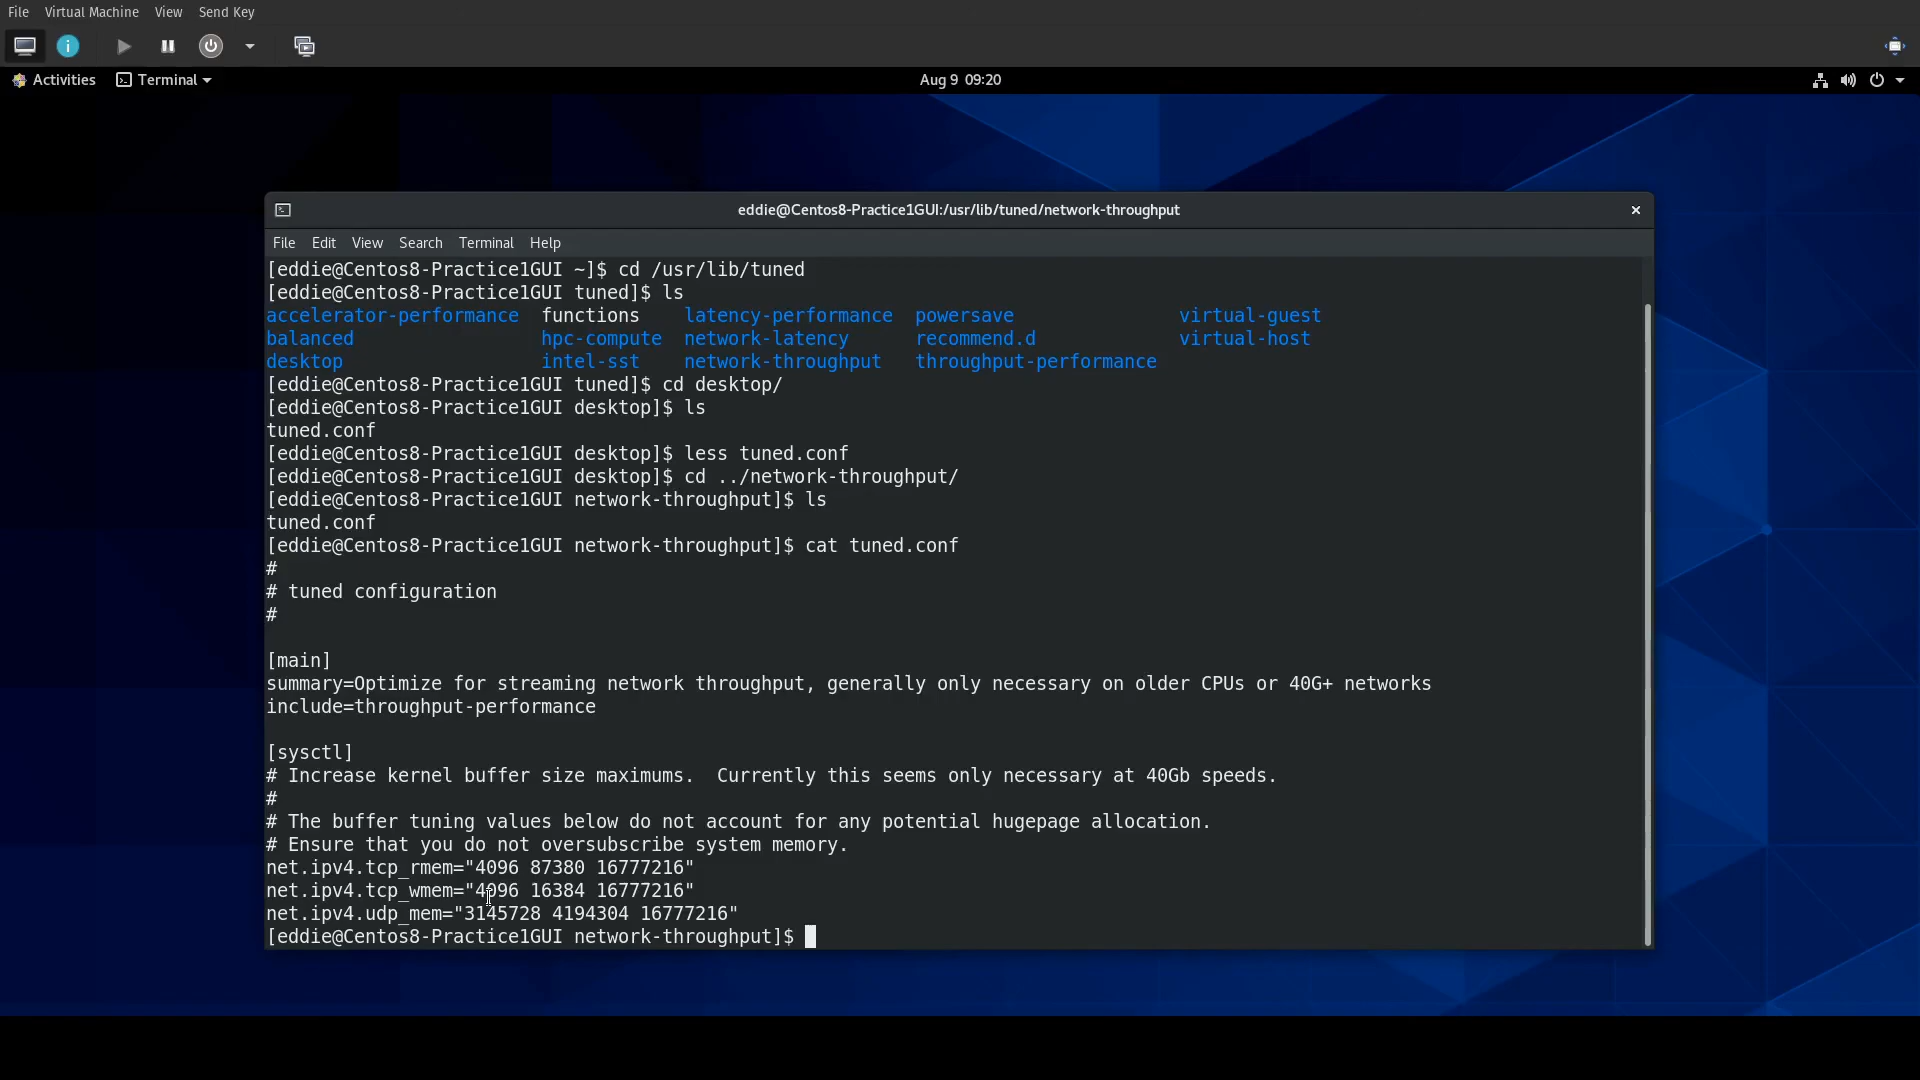 File Virtual Machine View Send Key
Activities Terminal Aug 9 09:20
eddie@Centos8-Practice1GUI:/usr/lib/tuned/network-throughput
File Edit View Search Terminal Help
[eddie@Centos8-Practice1GUI ~]$ cd /usr/lib/tuned
[eddie@Centos8-Practice1GUI tuned]$ ls
accelerator-performance functions latency-performance powersave virtual-guest
balanced hpc-compute network-latency recommend.d virtual-host
desktop intel-sst network-throughput throughput-performance
[eddie@Centos8-Practice1GUI tuned]$ cd desktop/
[eddie@Centos8-Practice1GUI desktop]$ ls
tuned.conf
[eddie@Centos8-Practice1GUI desktop]$ less tuned.conf
[eddie@Centos8-Practice1GUI desktop]$ cd ../network-throughput/
[eddie@Centos8-Practice1GUI network-throughput]$ ls
tuned.conf
[eddie@Centos8-Practice1GUI network-throughput]$ cat tuned.conf
#
# tuned configuration
#
[main]
summary=Optimize for streaming network throughput, generally only necessary on older CPUs or 40G+ networks
include=throughput-performance
[sysctl]
# Increase kernel buffer size maximums.  Currently this seems only necessary at 40Gb speeds.
#
# The buffer tuning values below do not account for any potential hugepage allocation.
# Ensure that you do not oversubscribe system memory.
net.ipv4.tcp_rmem="4096 87380 16777216"
net.ipv4.tcp_wmem="4096 16384 16777216"
net.ipv4.udp_mem="3145728 4194304 16777216"
[eddie@Centos8-Practice1GUI network-throughput]$